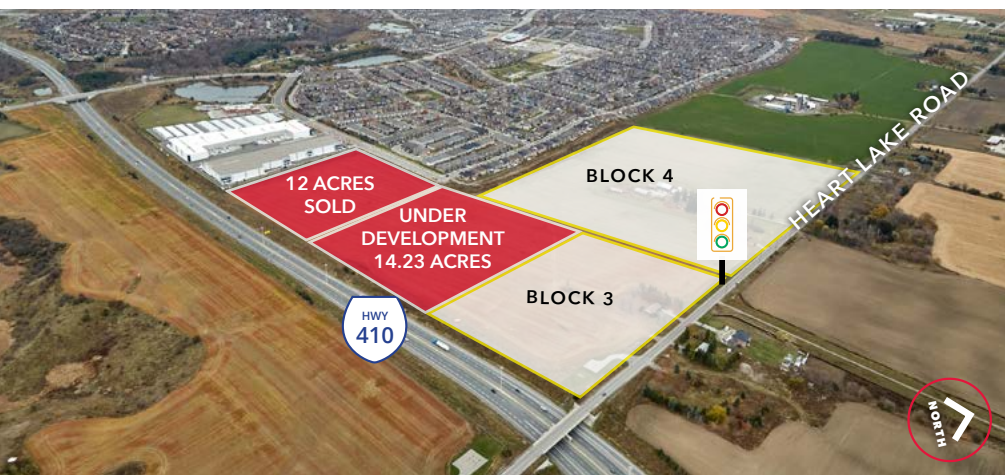 12 ACRES
SOLD
UNDER
DEVELOPMENT
14.23 ACRES
BLOCK 4
BLOCK 3
HEART LAKE ROAD
HWY
410
NORTH